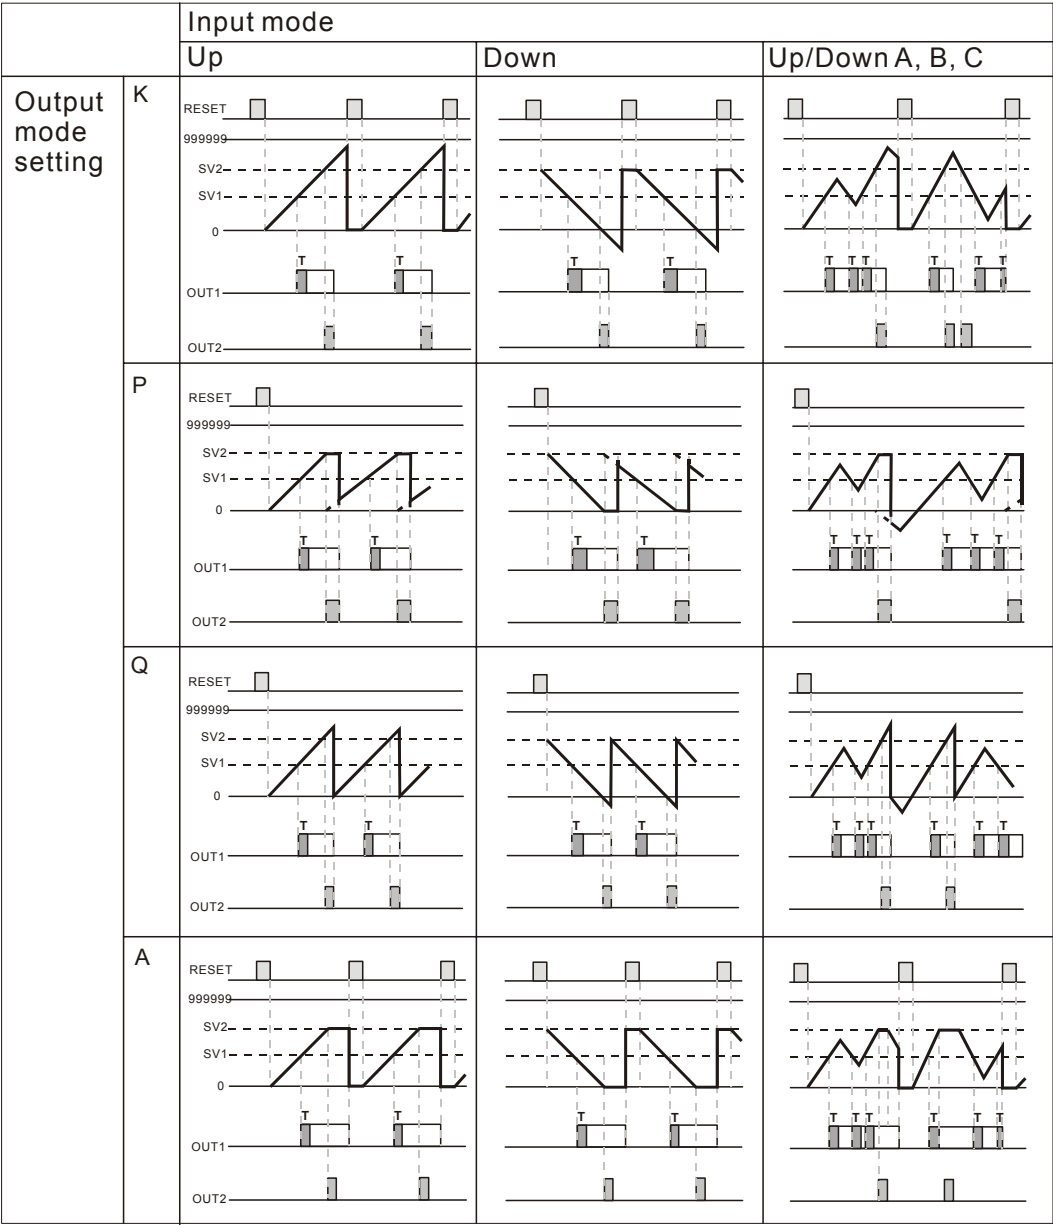 Input mode
Up
Down
Up/Down A, B, C
Output
mode
setting
K
RESET
999999
SV2
SV1
0
T
T
OUT1
OUT2
T
T
T
T
T
T
T
P
RESET
999999
SV2
SV1
0
T
T
OUT1
OUT2
T
T
T
T
T
T
T
T
Q
RESET
999999
SV2
SV1
0
T
T
OUT1
OUT2
T
T
T
T
T
T
T
T
A
RESET
999999
SV2
SV1
0
T
T
OUT1
OUT2
T
T
T
T
T
T
T
T